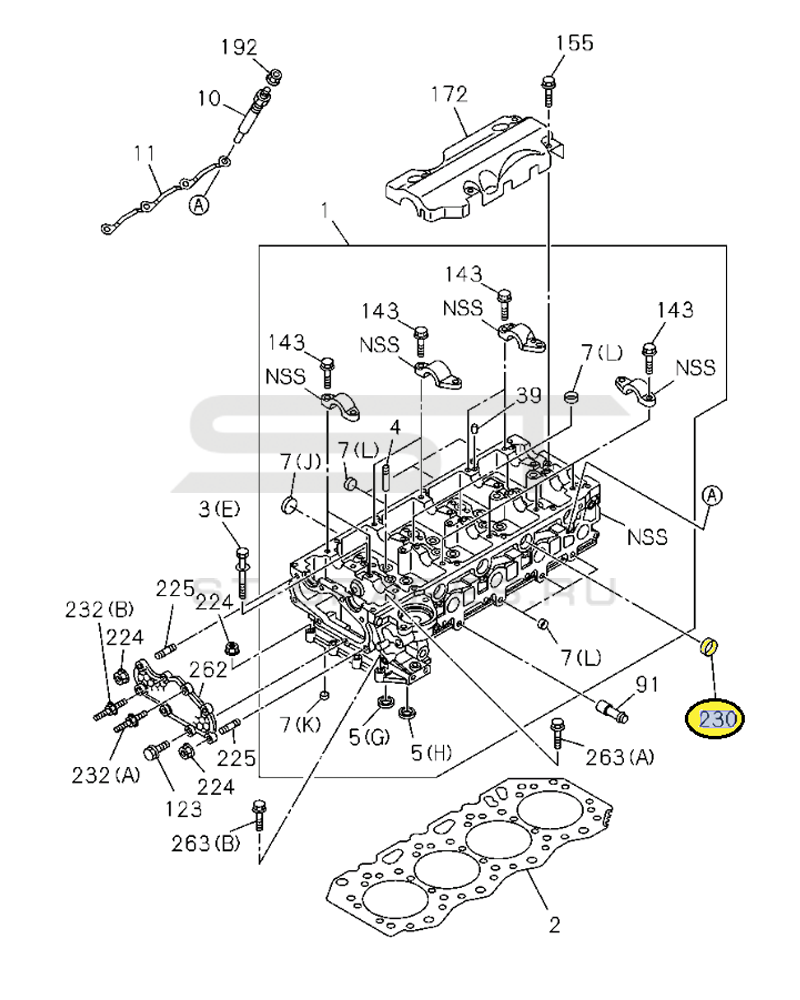 192
155
10
172
11
A
1
143
NSS
143
NSS
143
7(L)
143
NSS
NSS
39
4
7(L)
7(J)
A
3(E)
NSS
225
232(B)
224
224
262
7(L)
230
91
7(K)
5(G)
5(H)
225
263(A)
232(A)
123
224
263(B)
2